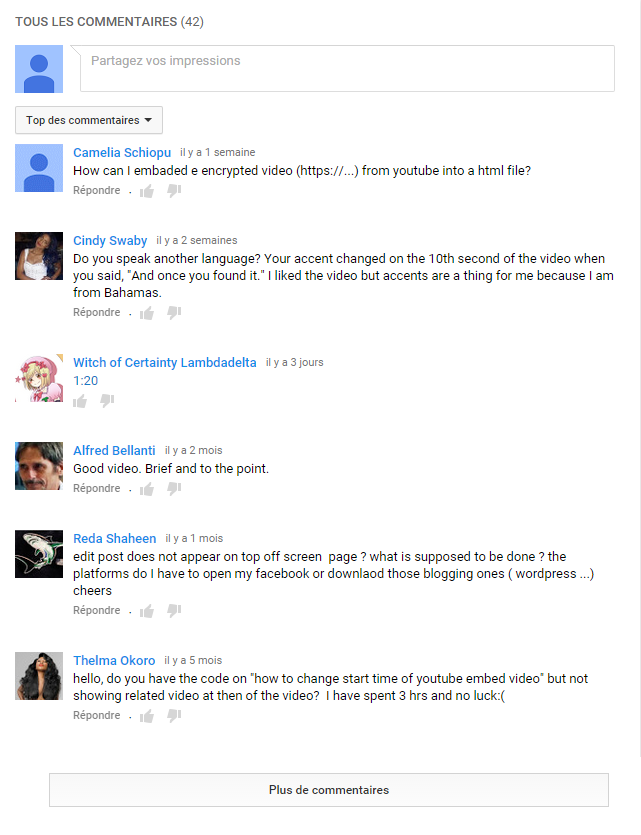 TOUS LES COMMENTAIRES (42)
Partagez vos impressions
Top des commentaires
Camelia Schiopu il y a 1 semaine
How can I embaded e encrypted video (https://...) from youtube into a html file?
Répondre .
Cindy Swaby il y a 2 semaines
Do you speak another language? Your accent changed on the 10th second of the video when
you said, "And once you found it." I liked the video but accents are a thing for me because I am
from Bahamas.
Répondre .
Witch of Certainty Lambdadelta il y a 3 jours
1:20
Alfred Bellanti il y a 2 mois
Good video. Brief and to the point.
Répondre .
Reda Shaheen il y a 1 mois
edit post does not appear on top off screen page ? what is supposed to be done ? the
platforms do I have to open my facebook or downlaod those blogging ones ( wordpress ...)
cheers
Répondre .
Thelma Okoro il y a 5 mois
hello, do you have the code on "how to change start time of youtube embed video" but not
showing related video at then of the video? I have spent 3 hrs and no luck:(
Répondre .
Plus de commentaires